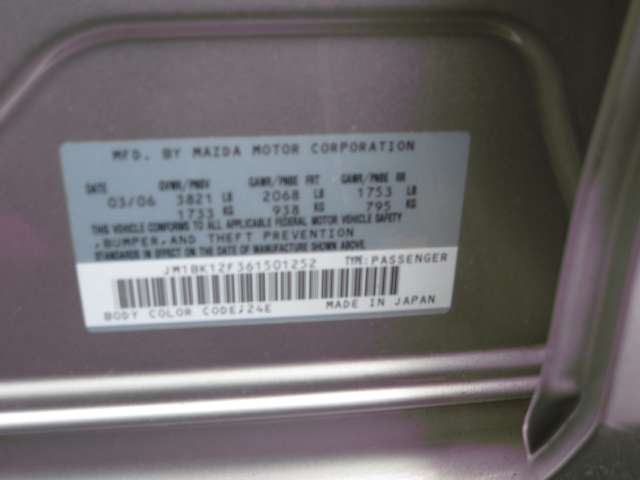 MFD. BY MAZDA MOTOR CORPORATION
DATE GVWR/PNBV GAWR/PNBE FRT GAWR/PNBE RR
03/06 3821 LB 2068 LB 1753 LB
1733 KG 938 KG 795 KG
THIS VEHICLE CONFORMS TO ALL APPLICABLE FEDERAL MOTOR VEHICLE SAFETY
, BUMPER, AND THEFT PREVENTION
STANDARDS IN EFFECT ON THE DATE OF MANUFACTURE SHOWN ABOVE.
JM1BK12F361501252 TYPE:PASSENGER
BODY COLOR CODE: 24E MADE IN JAPAN